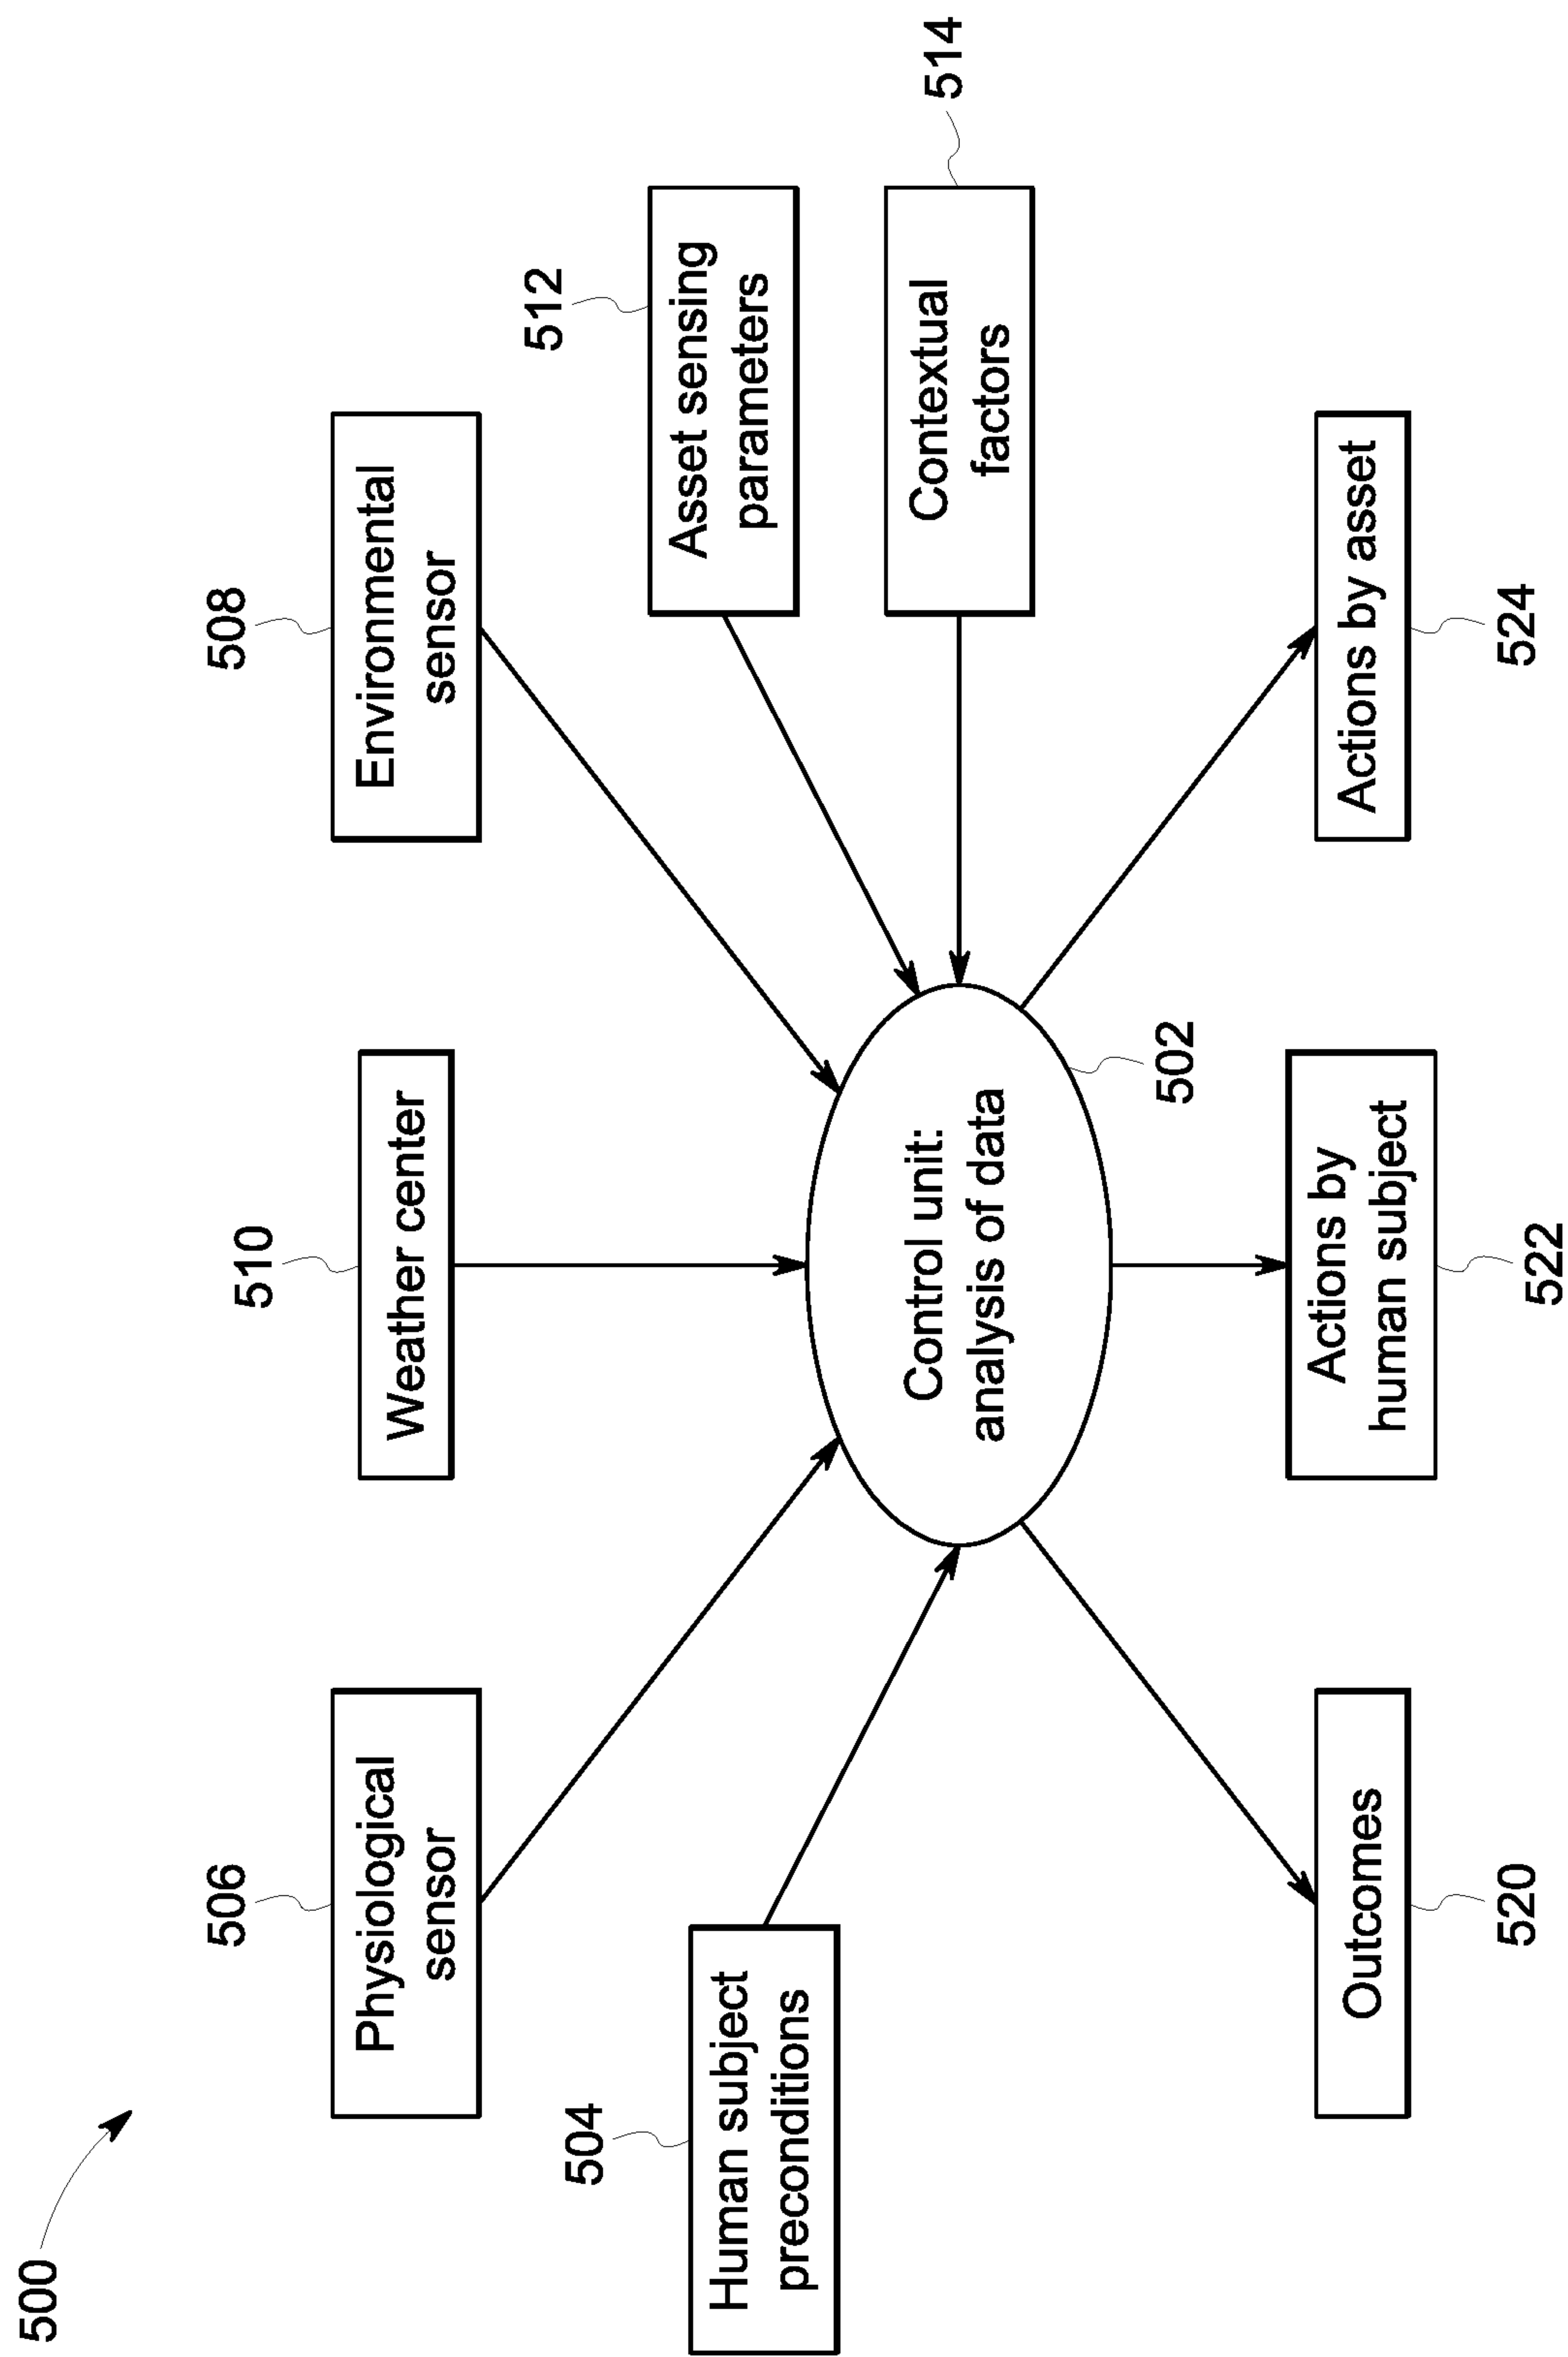 500
506
Physiological
sensor
510
Weather center
508
Environmental
sensor
504
Human subject
preconditions
512
Asset sensing
parameters
Control unit:
analysis of data
502
Contextual
factors
514
Outcomes
520
Actions by
human subject
522
Actions by asset
524